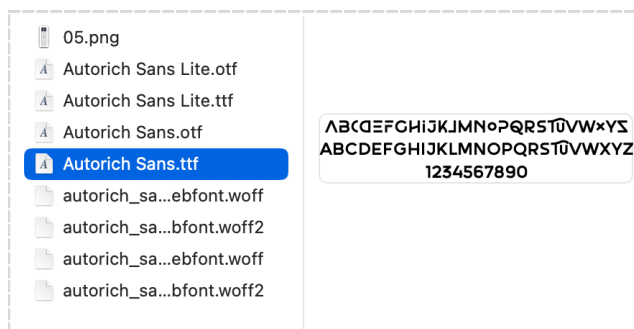 05.png
Autorich Sans Lite.otf
Autorich Sans Lite.ttf
Autorich Sans.otf
Autorich Sans.ttf
autorich_sa...ebfont.woff
autorich_sa...bfont.woff2
autorich_sa...ebfont.woff
autorich_sa...bfont.woff2
ABCDEFGHiJKLMNoPQRSTUVWxYZ
ABCDEFGHIJKLMNOPQRSTUVWXYZ
1234567890